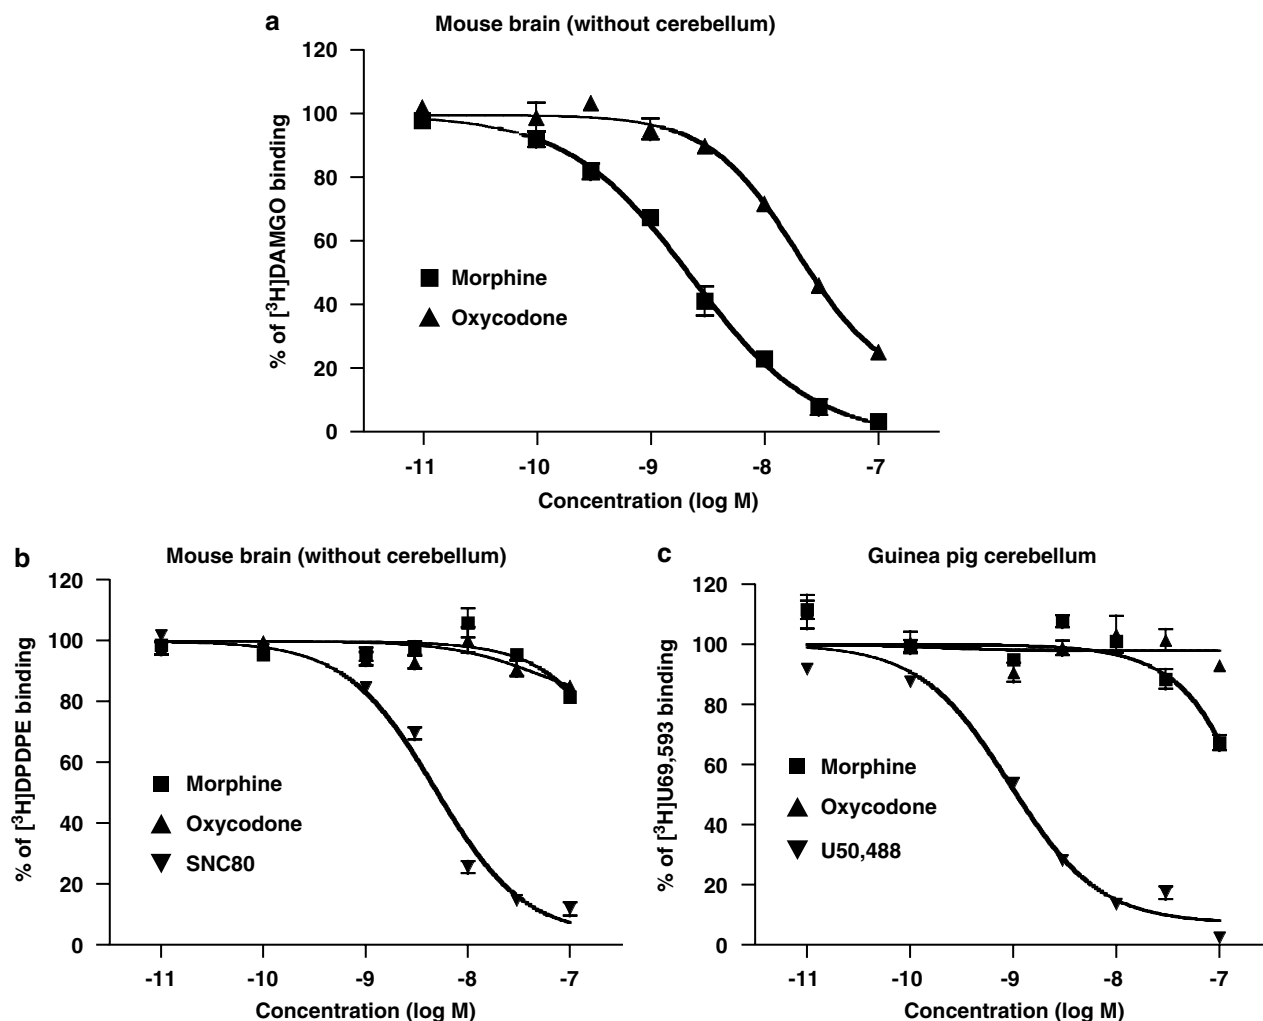 a
Mouse brain (without cerebellum)
120
100
80
60
40
20
0
% of [³H]DAMGO binding
Morphine
Oxycodone
-11 -10 -9 -8 -7
Concentration (log M)
b
Mouse brain (without cerebellum)
120
100
80
60
40
20
0
% of [³H]DPDPE binding
Morphine
Oxycodone
SNC80
-11 -10 -9 -8 -7
Concentration (log M)
c
Guinea pig cerebellum
120
100
80
60
40
20
0
% of [³H]U69,593 binding
Morphine
Oxycodone
U50,488
-11 -10 -9 -8 -7
Concentration (log M)